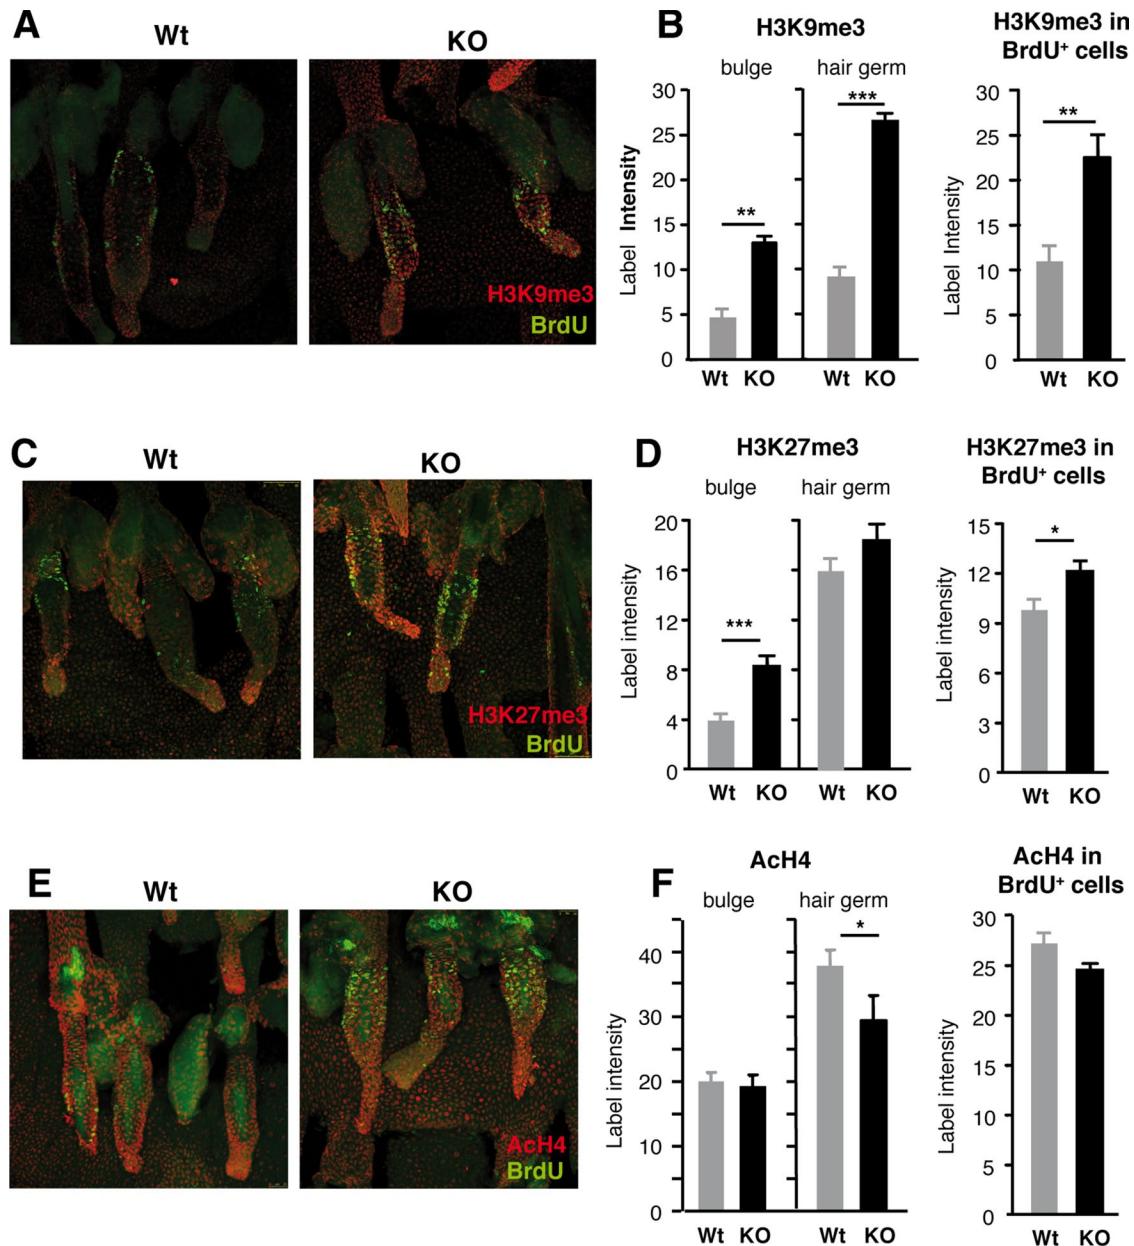 A
Wt
KO
H3K9me3
BrdU
B
H3K9me3
bulge
hair germ
Label Intensity
30
25
20
15
10
5
0
**
***
Wt
KO
Wt
KO
H3K9me3 in
BrdU+ cells
Label Intensity
30
25
20
15
10
5
0
**
Wt
KO
C
Wt
KO
H3K27me3
BrdU
D
H3K27me3
bulge
hair germ
Label intensity
20
16
12
8
4
0
***
Wt
KO
Wt
KO
H3K27me3 in
BrdU+ cells
Label intensity
15
12
9
6
3
0
*
Wt
KO
E
Wt
KO
AcH4
BrdU
F
AcH4
bulge
hair germ
Label intensity
40
30
20
10
0
*
Wt
KO
Wt
KO
AcH4 in
BrdU+ cells
Label intensity
30
25
20
15
10
5
0
Wt
KO